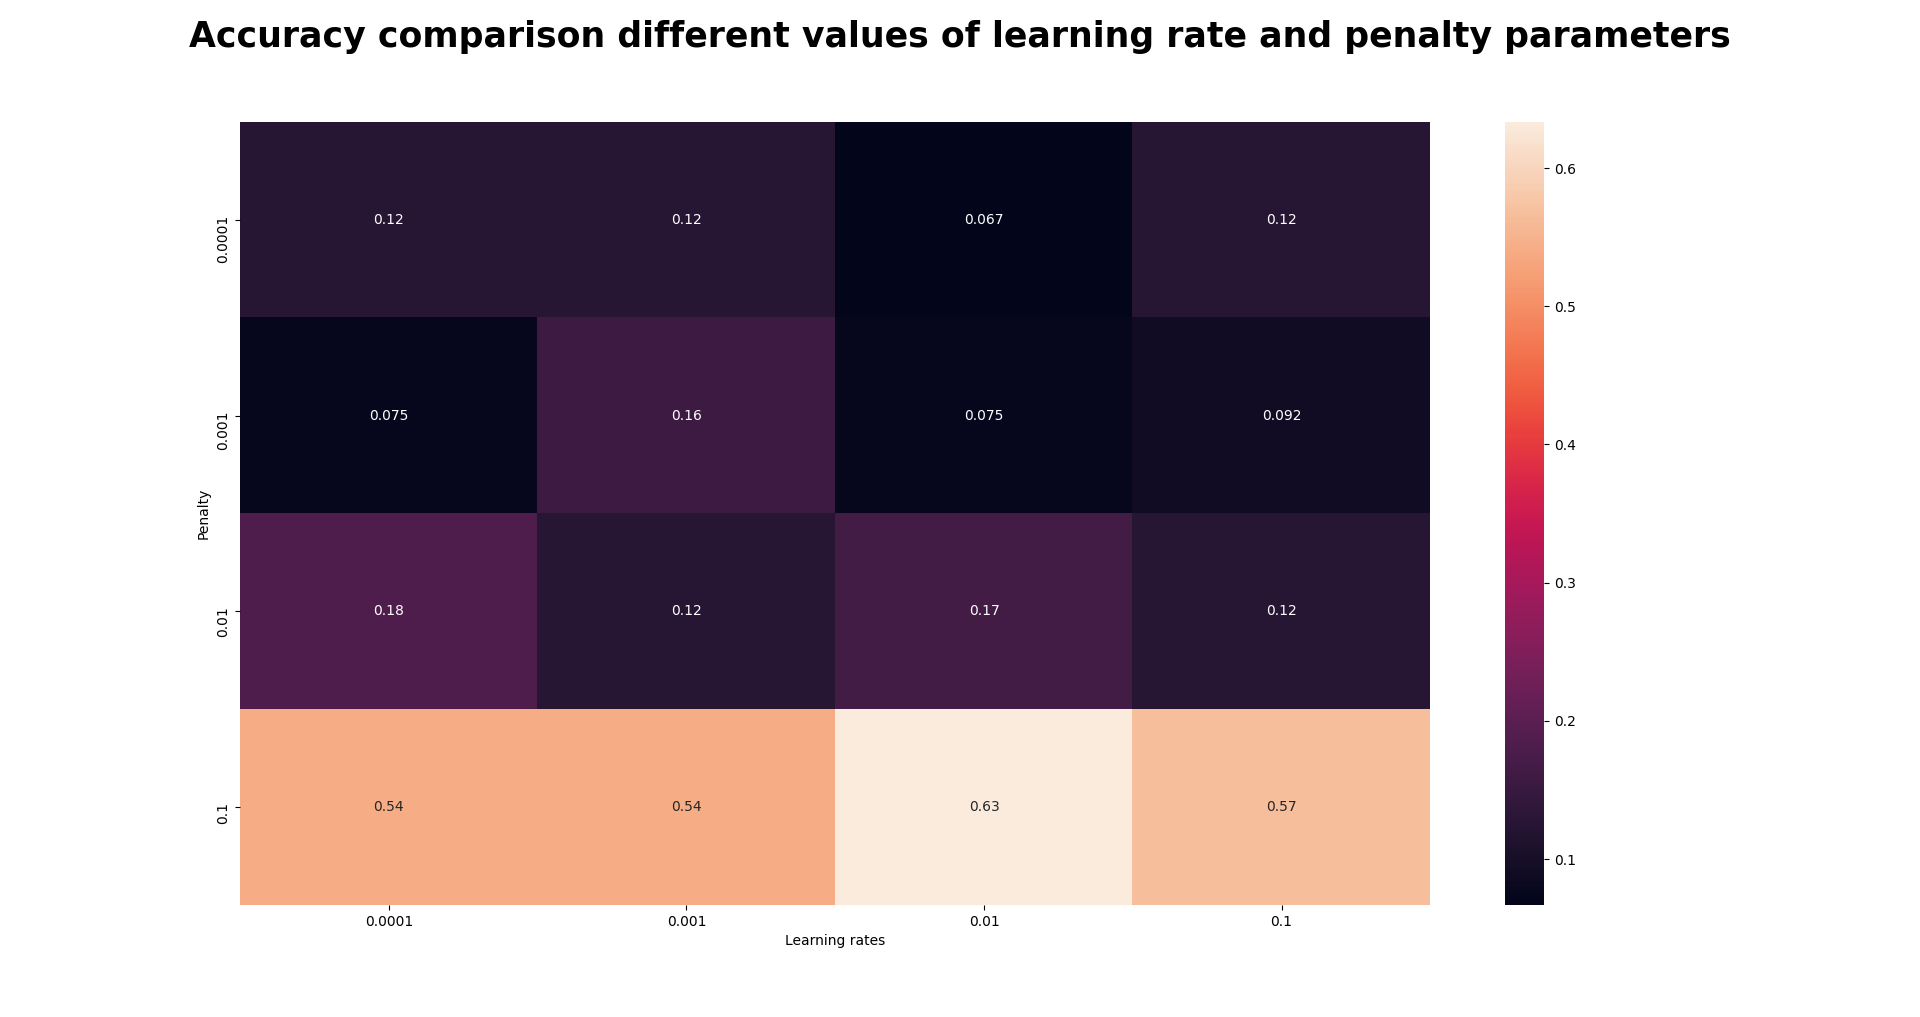 Accuracy comparison different values of learning rate and penalty parameters
0.12 0.12 0.067 0.12
0.075 0.16 0.075 0.092
0.18 0.12 0.17 0.12
0.54 0.54 0.63 0.57
0.0001
0.001
0.01
0.1
Penalty
0.0001 0.001 0.01 0.1
Learning rates
0.6
0.5
0.4
0.3
0.2
0.1